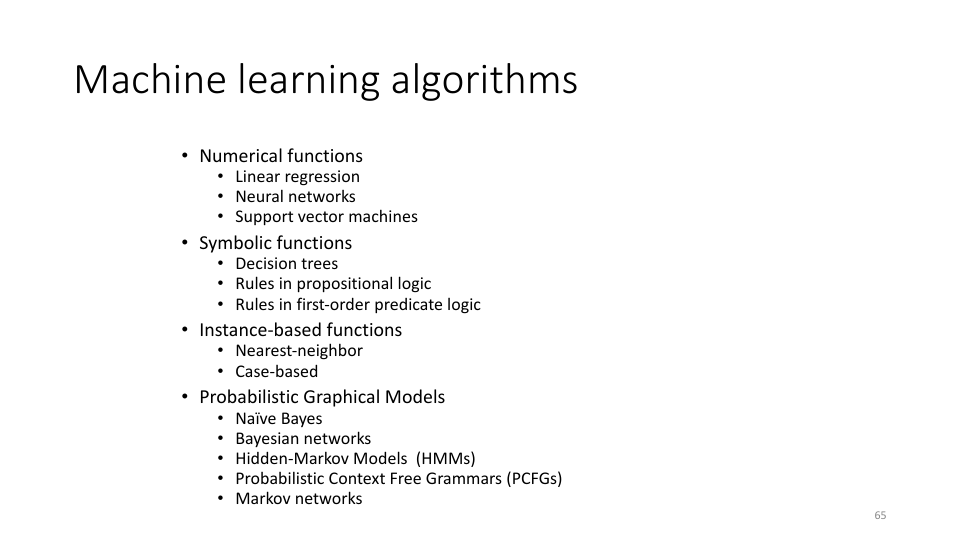 Machine learning algorithms
• Numerical functions
• Linear regression
• Neural networks
• Support vector machines
• Symbolic functions
• Decision trees
• Rules in propositional logic
• Rules in first-order predicate logic
• Instance-based functions
• Nearest-neighbor
• Case-based
• Probabilistic Graphical Models
• Naïve Bayes
• Bayesian networks
• Hidden-Markov Models  (HMMs)
• Probabilistic Context Free Grammars (PCFGs)
• Markov networks
65